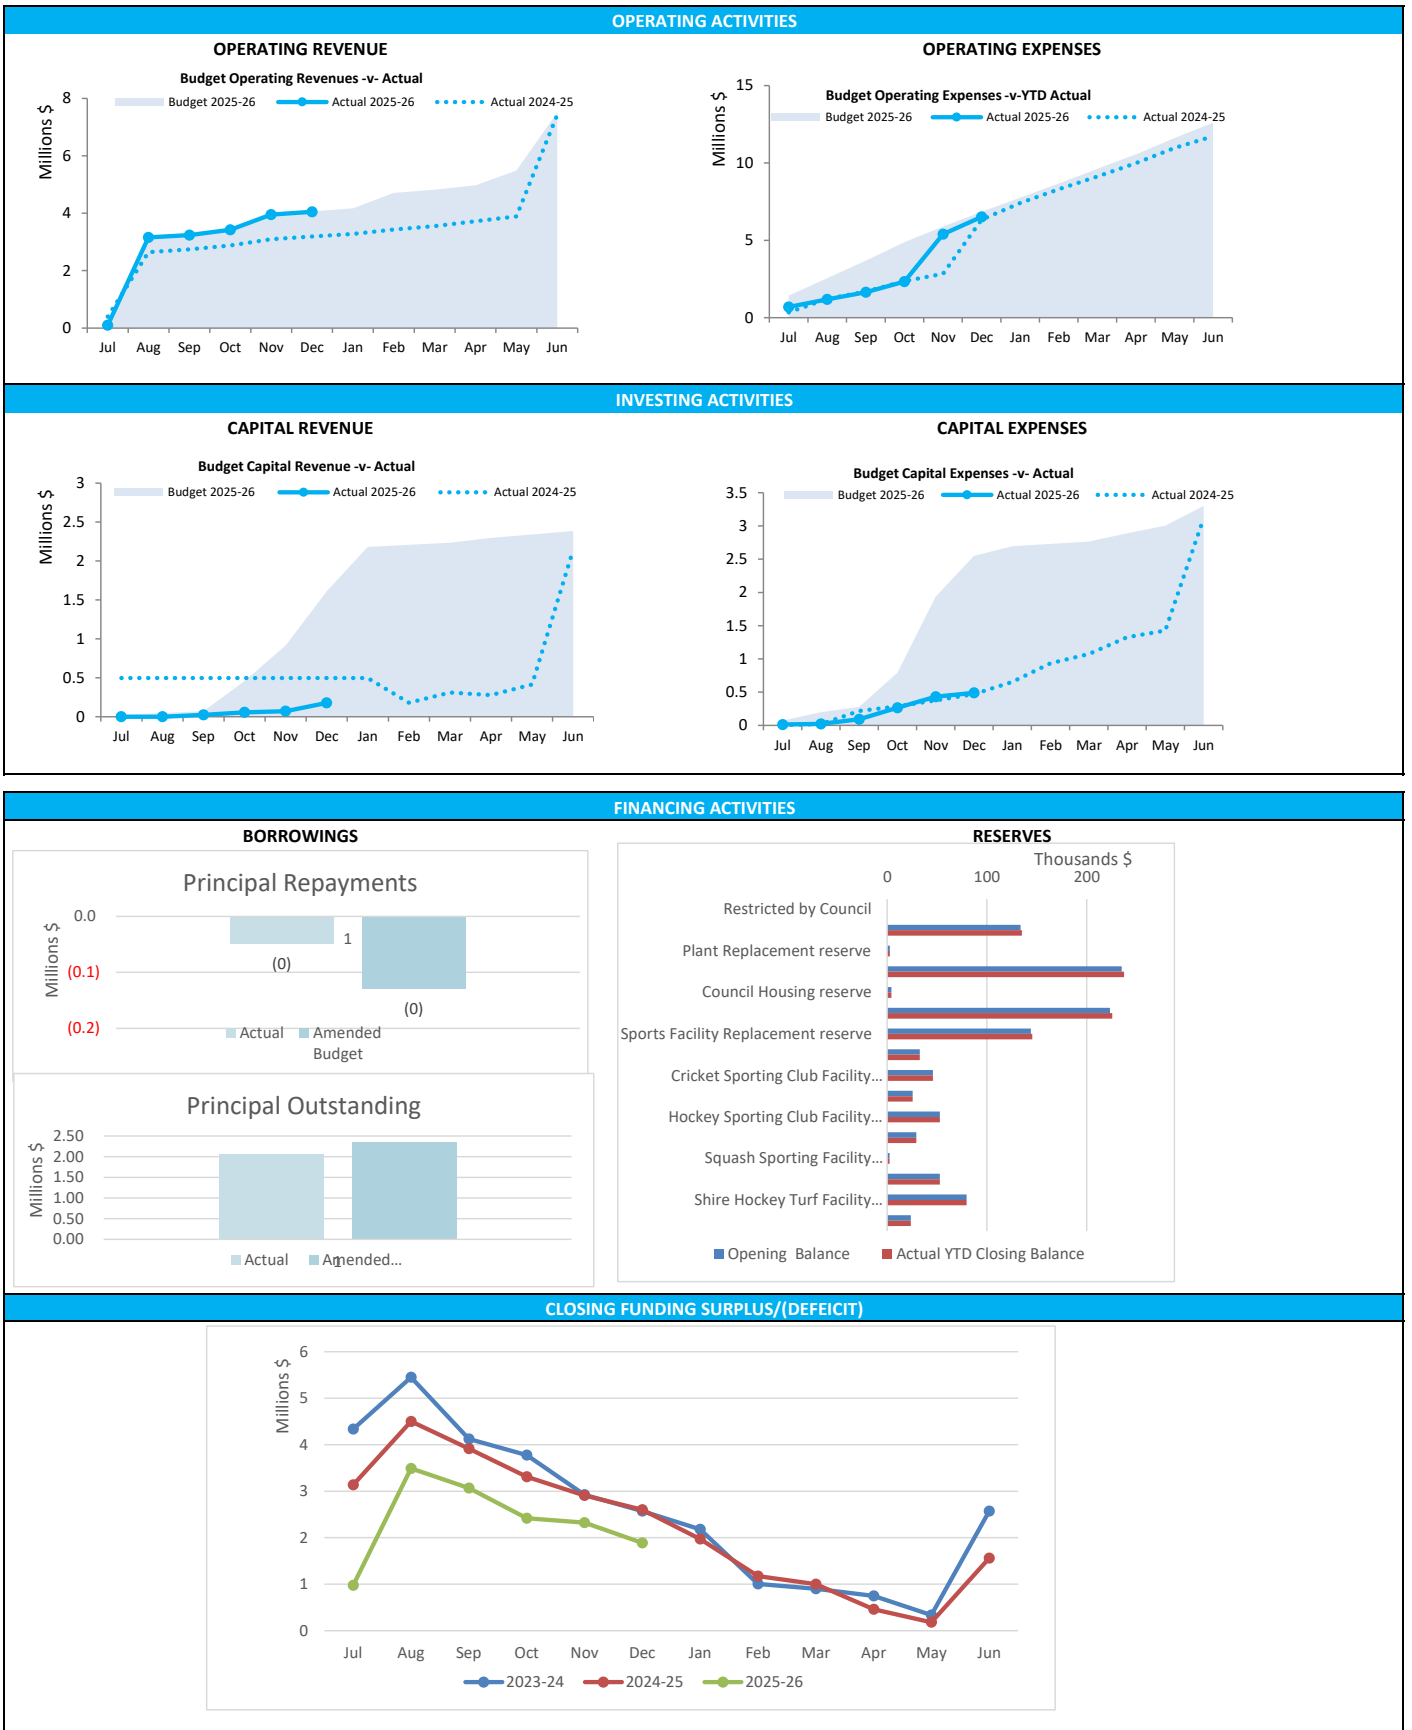 OPERATING ACTIVITIES
OPERATING REVENUE
Budget Operating Revenues -v- Actual
Budget 2025-26 Actual 2025-26 Actual 2024-25
Millions $
8
6
4
2
0
Jul Aug Sep Oct Nov Dec Jan Feb Mar Apr May Jun
OPERATING EXPENSES
Budget Operating Expenses -v-YTD Actual
Budget 2025-26 Actual 2025-26 Actual 2024-25
Millions $
15
10
5
0
Jul Aug Sep Oct Nov Dec Jan Feb Mar Apr May Jun
INVESTING ACTIVITIES
CAPITAL REVENUE
Budget Capital Revenue -v- Actual
Budget 2025-26 Actual 2025-26 Actual 2024-25
Millions $
3
2.5
2
1.5
1
0.5
0
Jul Aug Sep Oct Nov Dec Jan Feb Mar Apr May Jun
CAPITAL EXPENSES
Budget Capital Expenses -v- Actual
Budget 2025-26 Actual 2025-26 Actual 2024-25
Millions $
3.5
3
2.5
2
1.5
1
0.5
0
Jul Aug Sep Oct Nov Dec Jan Feb Mar Apr May Jun
FINANCING ACTIVITIES
BORROWINGS
Principal Repayments
Millions $
0.0
(0.1)
(0.2)
1
(0)
(0)
Actual Amended
Budget
Principal Outstanding
Millions $
2.50
2.00
1.50
1.00
0.50
0.00
1
Actual Amended...
RESERVES
Thousands $
0 100 200
Restricted by Council
Plant Replacement reserve
Council Housing reserve
Sports Facility Replacement reserve
Cricket Sporting Club Facility...
Hockey Sporting Club Facility...
Squash Sporting Facility...
Shire Hockey Turf Facility...
Opening Balance Actual YTD Closing Balance
CLOSING FUNDING SURPLUS/(DEFEICIT)
Millions $
6
5
4
3
2
1
0
Jul Aug Sep Oct Nov Dec Jan Feb Mar Apr May Jun
2023-24 2024-25 2025-26